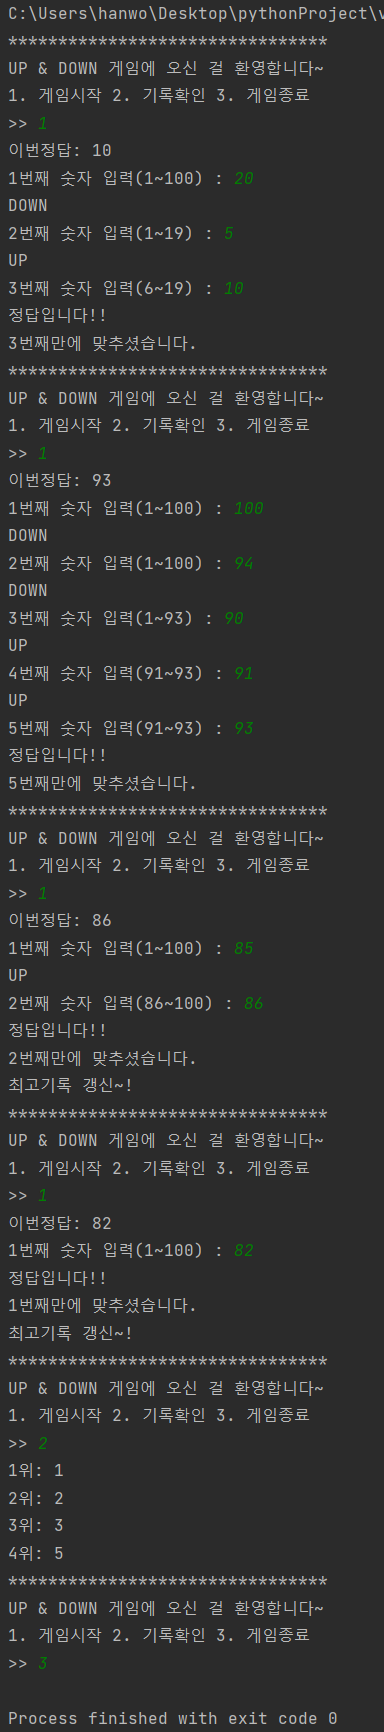 C:\Users\hanwo\Desktop\pythonProject\v
********************************
UP & DOWN 게임에 오신 걸 환영합니다~
1. 게임시작 2. 기록확인 3. 게임종료
>> 1
이번정답: 10
1번째 숫자 입력(1~100) : 20
DOWN
2번째 숫자 입력(1~19) : 5
UP
3번째 숫자 입력(6~19) : 10
정답입니다!!
3번째만에 맞추셨습니다.
********************************
UP & DOWN 게임에 오신 걸 환영합니다~
1. 게임시작 2. 기록확인 3. 게임종료
>> 1
이번정답: 93
1번째 숫자 입력(1~100) : 100
DOWN
2번째 숫자 입력(1~100) : 94
DOWN
3번째 숫자 입력(1~93) : 90
UP
4번째 숫자 입력(91~93) : 91
UP
5번째 숫자 입력(91~93) : 93
정답입니다!!
5번째만에 맞추셨습니다.
********************************
UP & DOWN 게임에 오신 걸 환영합니다~
1. 게임시작 2. 기록확인 3. 게임종료
>> 1
이번정답: 86
1번째 숫자 입력(1~100) : 85
UP
2번째 숫자 입력(86~100) : 86
정답입니다!!
2번째만에 맞추셨습니다.
최고기록 갱신~!
********************************
UP & DOWN 게임에 오신 걸 환영합니다~
1. 게임시작 2. 기록확인 3. 게임종료
>> 1
이번정답: 82
1번째 숫자 입력(1~100) : 82
정답입니다!!
1번째만에 맞추셨습니다.
최고기록 갱신~!
********************************
UP & DOWN 게임에 오신 걸 환영합니다~
1. 게임시작 2. 기록확인 3. 게임종료
>> 2
1위: 1
2위: 2
3위: 3
4위: 5
********************************
UP & DOWN 게임에 오신 걸 환영합니다~
1. 게임시작 2. 기록확인 3. 게임종료
>> 3
Process finished with exit code 0